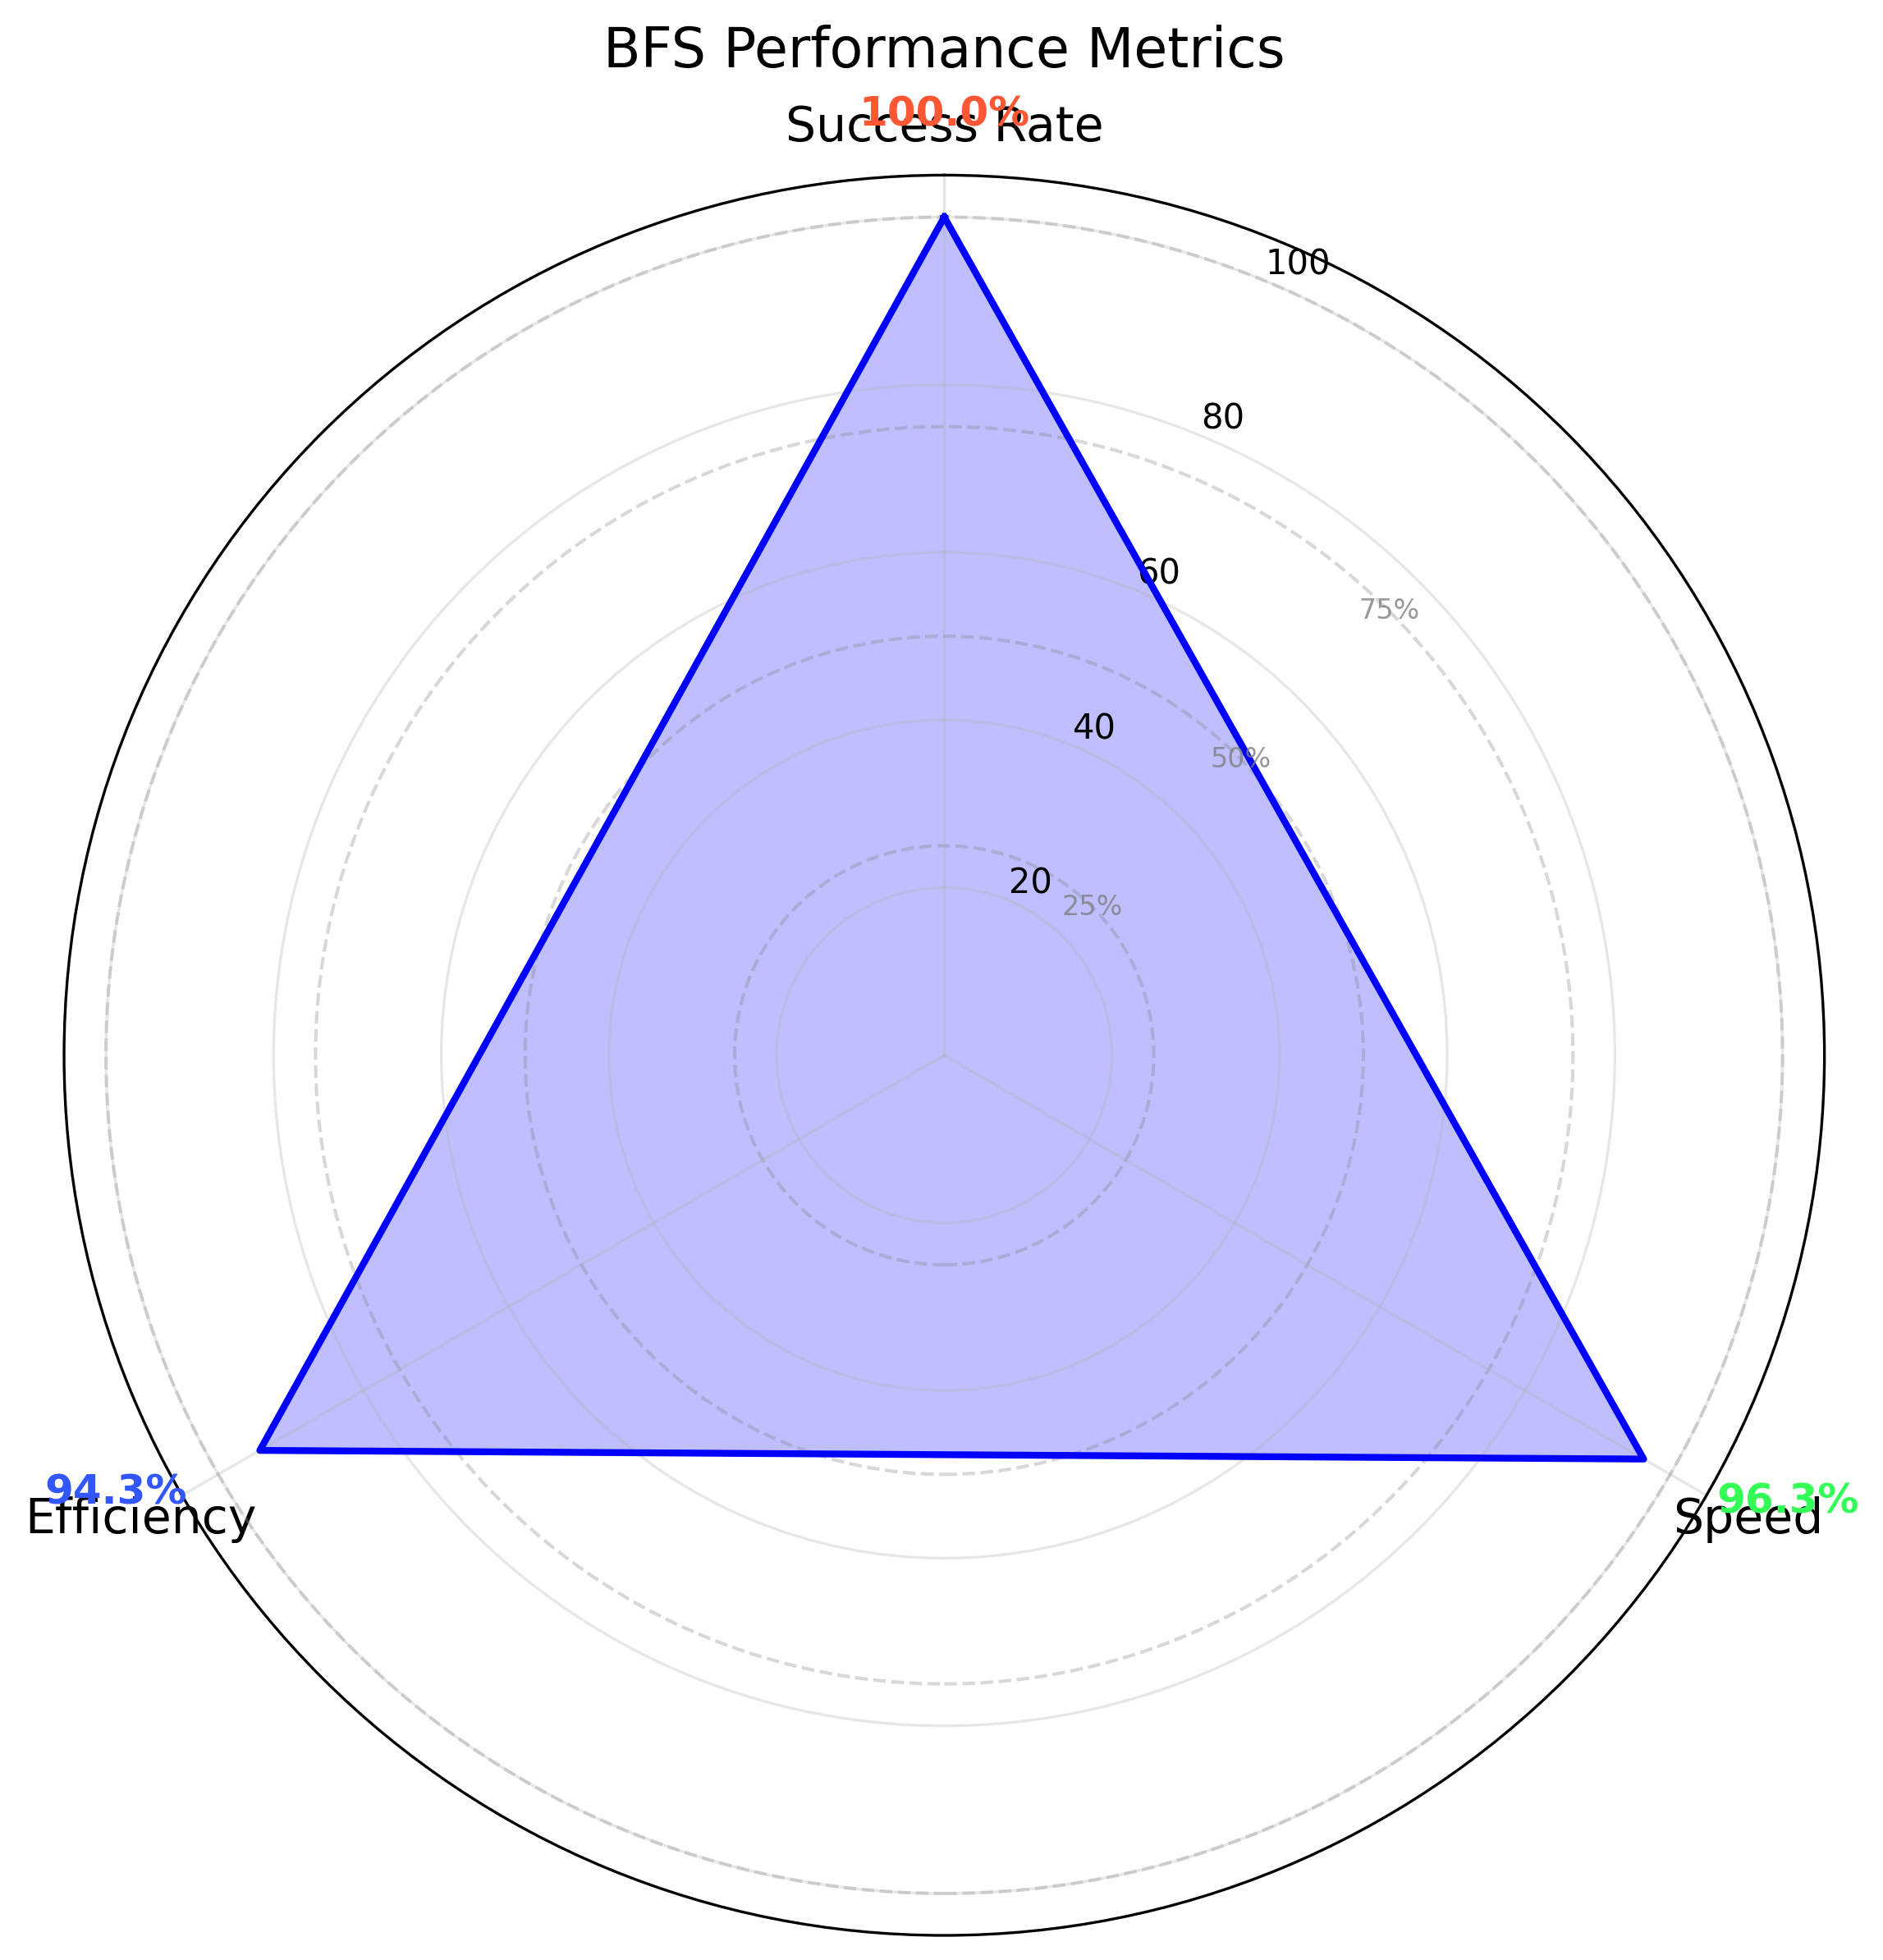 BFS Performance Metrics
100.0%
Success Rate
100
80
60
75%
40
50%
20
25%
94.3%
Efficiency
96.3%
Speed